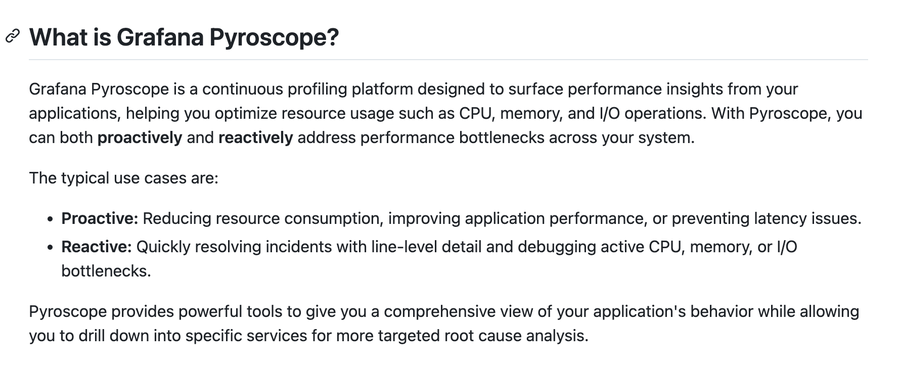 What is Grafana Pyroscope?
Grafana Pyroscope is a continuous profiling platform designed to surface performance insights from your
applications, helping you optimize resource usage such as CPU, memory, and I/O operations. With Pyroscope, you
can both proactively and reactively address performance bottlenecks across your system.
The typical use cases are:
• Proactive: Reducing resource consumption, improving application performance, or preventing latency issues.
• Reactive: Quickly resolving incidents with line-level detail and debugging active CPU, memory, or I/O
bottlenecks.
Pyroscope provides powerful tools to give you a comprehensive view of your application's behavior while allowing
you to drill down into specific services for more targeted root cause analysis.